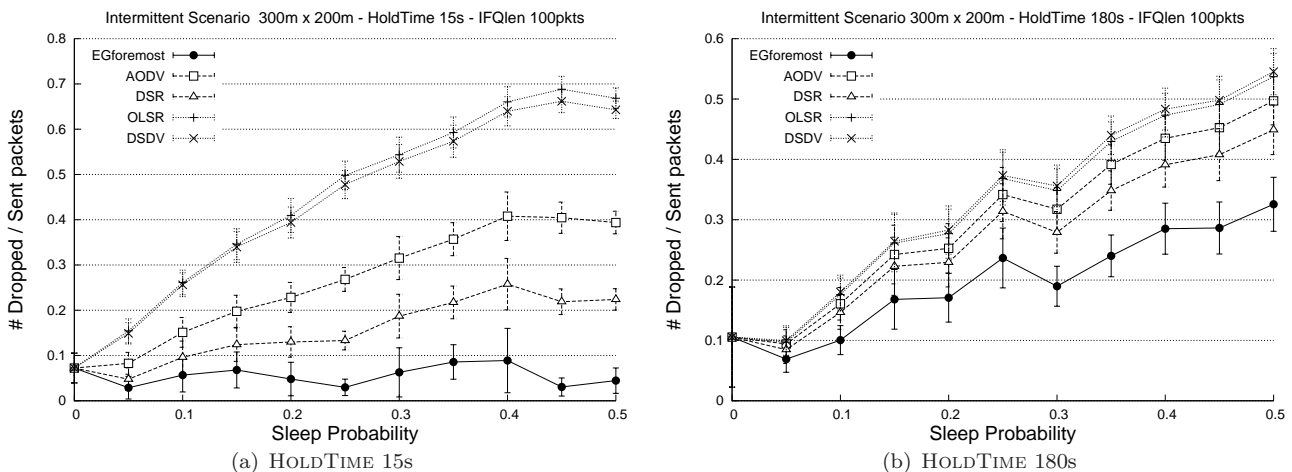 Intermittent Scenario 300m x 200m - HoldTime 15s - IFQlen 100pkts
0.8
0.7
0.6
0.5
0.4
0.3
0.2
0.1
0
# Dropped / Sent packets
EGforemost
AODV
DSR
OLSR
DSDV
0 0.1 0.2 0.3 0.4 0.5
Sleep Probability
(a) HOLDTIME 15s
Intermittent Scenario 300m x 200m - HoldTime 180s - IFQlen 100pkts
0.6
0.5
0.4
0.3
0.2
0.1
0
# Dropped / Sent packets
EGforemost
AODV
DSR
OLSR
DSDV
0 0.1 0.2 0.3 0.4 0.5
Sleep Probability
(b) HOLDTIME 180s